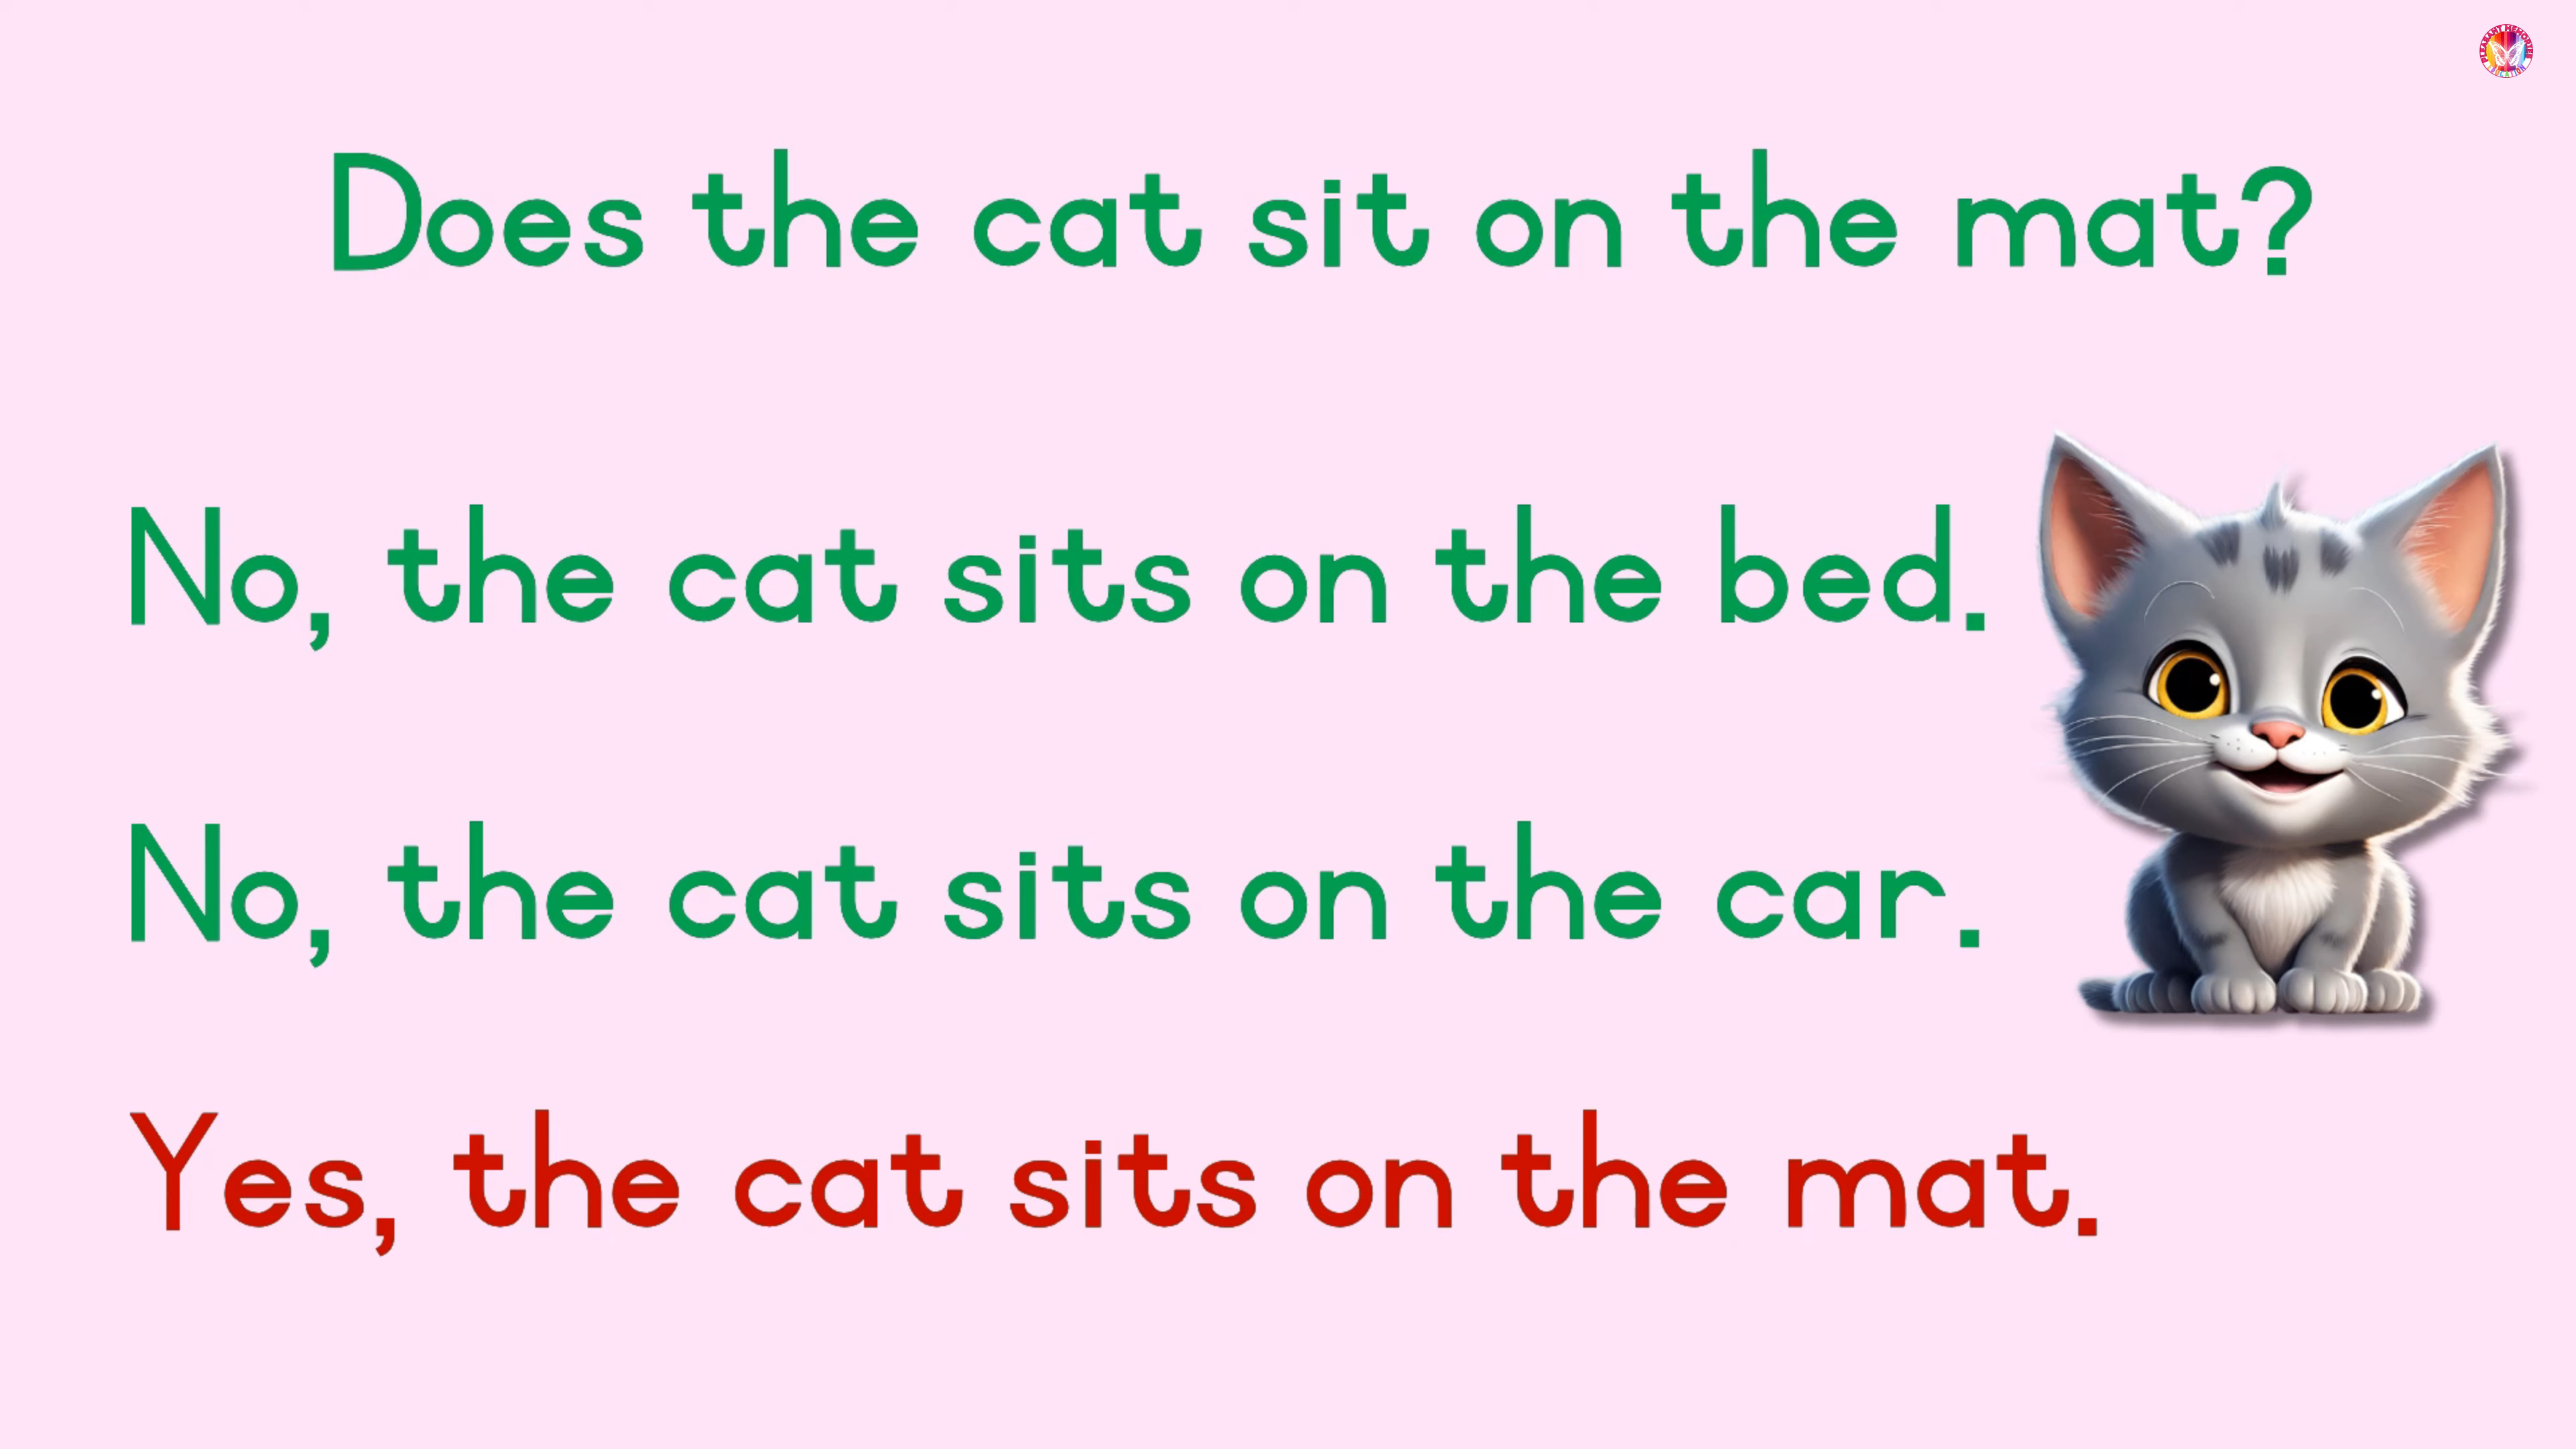 Does the cat sit on the mat?
No, the cat sits on the bed.
No, the cat sits on the car.
Yes, the cat sits on the mat.